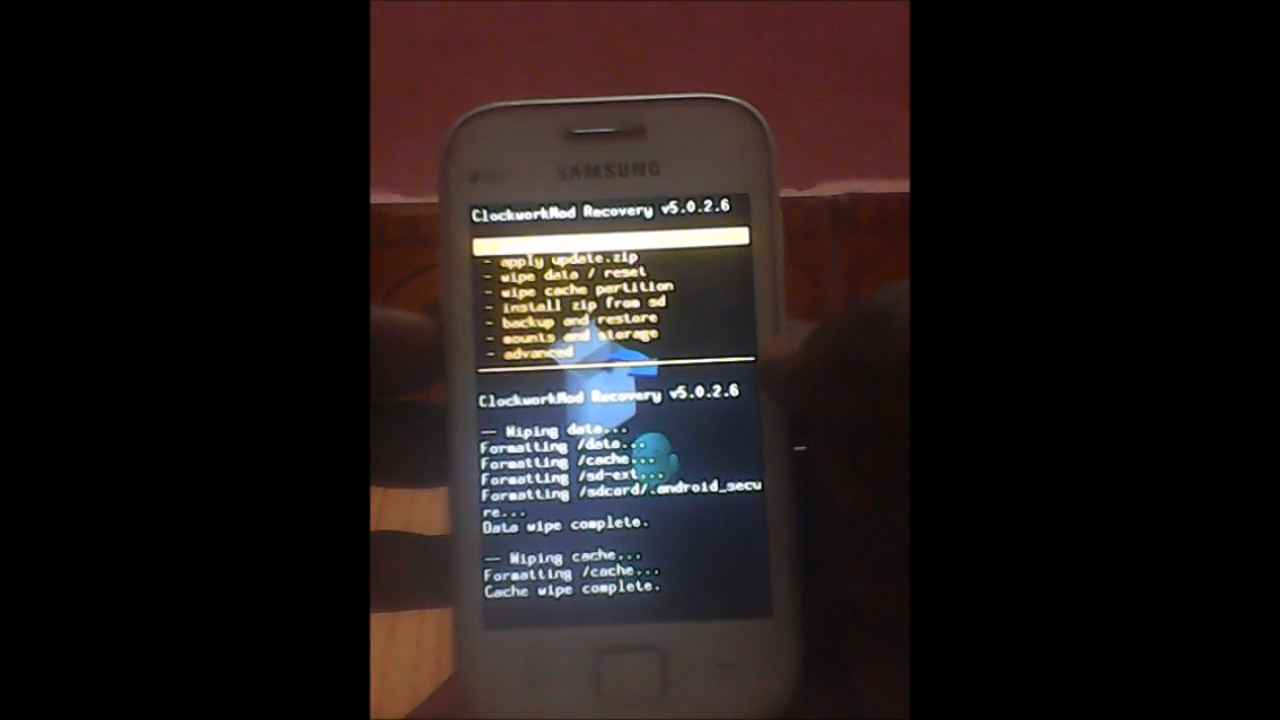 SAMSUNG
ClockworkMod Recovery v5.0.2.6
- apply update.zip
- wipe data / reset
- wipe cache partition
- install zip from sd
- backup and restore
- mounts and storage
- advanced
ClockworkMod Recovery v5.0.2.6
-- Wiping data...
Formatting /data...
Formatting /cache...
Formatting /sd-ext...
Formatting /sdcard/.android_secu
re...
Data wipe complete.
-- Wiping cache...
Formatting /cache...
Cache wipe complete.